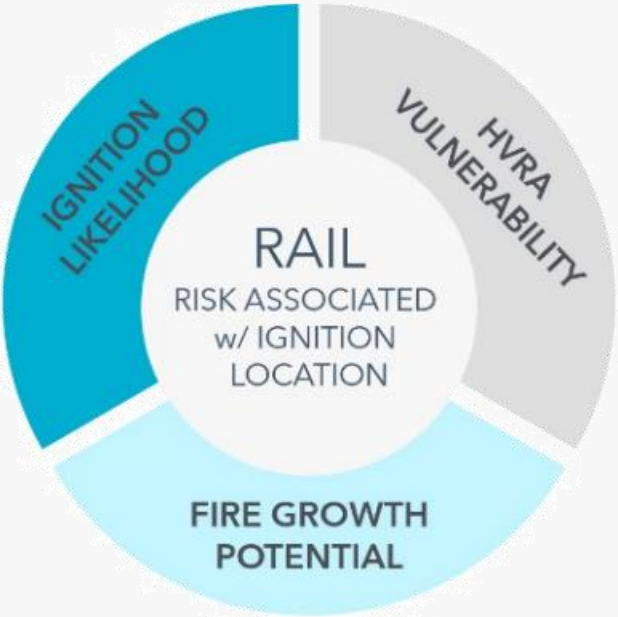 IGNITION
LIKELIHOOD
HVRA
VULNERABILITY
RAIL
RISK ASSOCIATED
w/ IGNITION
LOCATION
FIRE GROWTH
POTENTIAL